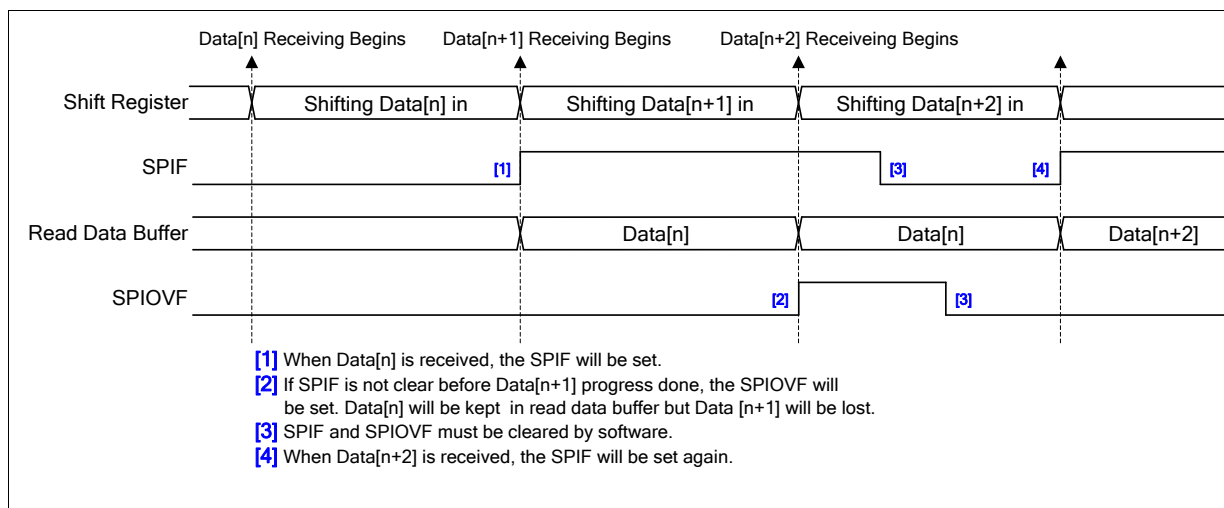 Data[n] Receiving Begins Data[n+1] Receiving Begins Data[n+2] Receiveing Begins
Shift Register Shifting Data[n] in Shifting Data[n+1] in Shifting Data[n+2] in
SPIF [1] [3] [4]
Read Data Buffer Data[n] Data[n] Data[n+2]
SPIOVF [2] [3]
[1] When Data[n] is received, the SPIF will be set.
[2] If SPIF is not clear before Data[n+1] progress done, the SPIOVF will
be set. Data[n] will be kept in read data buffer but Data [n+1] will be lost.
[3] SPIF and SPIOVF must be cleared by software.
[4] When Data[n+2] is received, the SPIF will be set again.